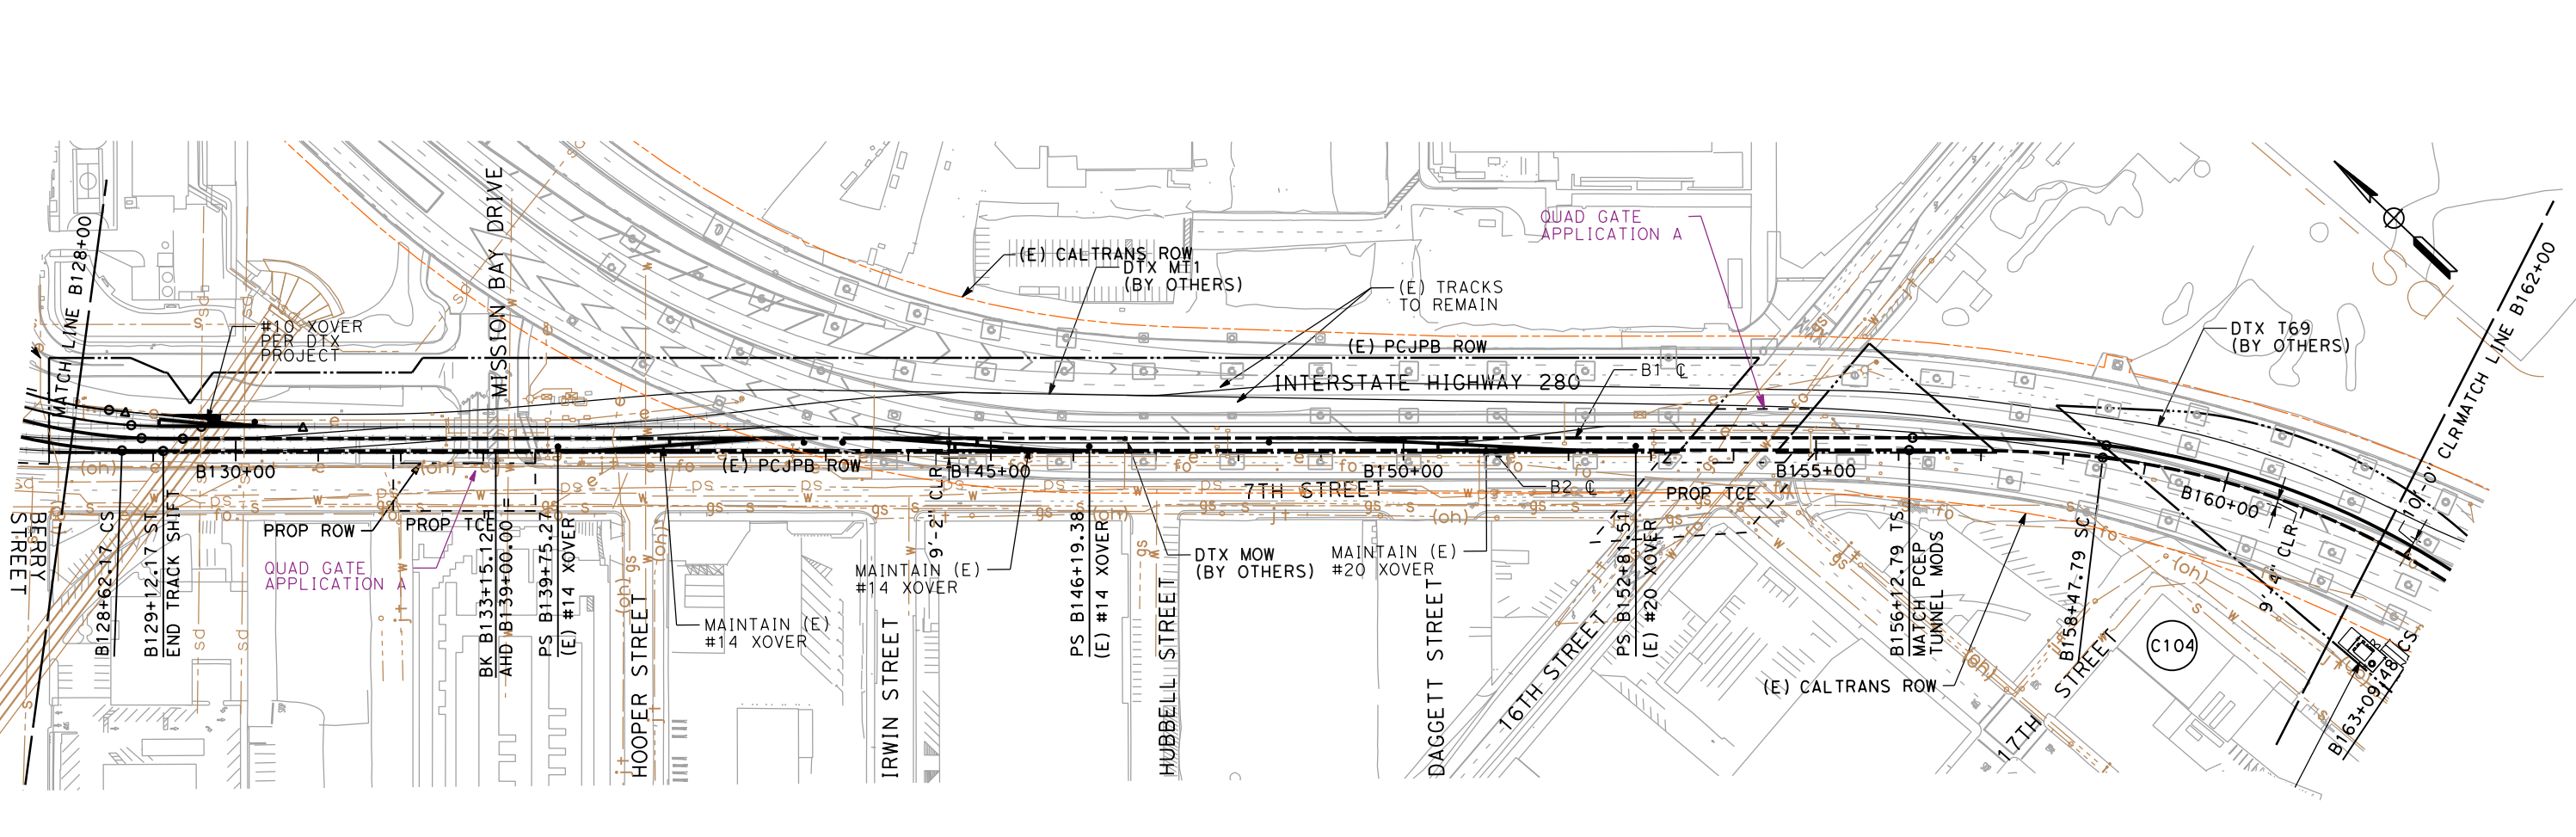 MATCH LINE B128+00
#10 XOVER
PER DTX
PROJECT
MISSION BAY DRIVE
(E) CALTRANS ROW
DTX MT1
(BY OTHERS)
(E) TRACKS
TO REMAIN
QUAD GATE
APPLICATION A
(E) PCJPB ROW
INTERSTATE HIGHWAY 280
B1 ℄
DTX T69
(BY OTHERS)
MATCH LINE B162+00
10'-0" CLR
B130+00
(E) PCJPB ROW
B145+00
B150+00
B155+00
B160+00
7TH STREET
B2 ℄
PROP TCE
PROP ROW
PROP TCE
QUAD GATE
APPLICATION A
BERRY
STREET
B128+62.17 CS
B129+12.17 ST
END TRACK SHIFT
BK B133+15.12
AHD B139+00.00
PS B139+75.27
(E) #14 XOVER
HOOPER STREET
MAINTAIN (E)
#14 XOVER
MAINTAIN (E)
#14 XOVER
IRWIN STREET
9'-2" CLR
PS B146+19.38
(E) #14 XOVER
HUBBELL STREET
DTX MOW
(BY OTHERS)
MAINTAIN (E)
#20 XOVER
DAGGETT STREET
16TH STREET
PS B152+81.51
(E) #20 XOVER
(E) CALTRANS ROW
B156+12.79 TS
MATCH PCEP
TUNNEL MODS
B158+47.79 SC
17TH STREET
C104
9'-4" CLR
B163+09.48 CS